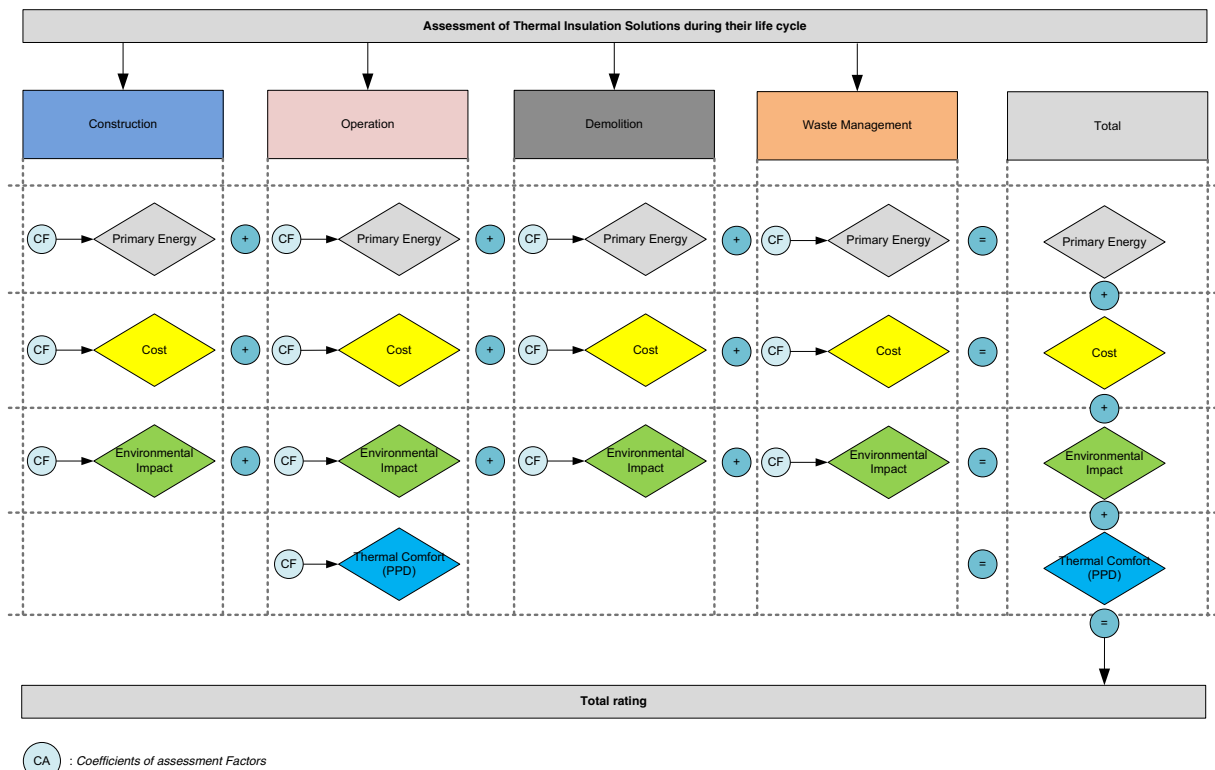 Assessment of Thermal Insulation Solutions during their life cycle
Construction
Operation
Demolition
Waste Management
Total
CF
Primary Energy
+
CF
Primary Energy
+
CF
Primary Energy
+
CF
Primary Energy
=
Primary Energy
+
CF
Cost
+
CF
Cost
+
CF
Cost
+
CF
Cost
=
Cost
+
CF
Environmental
Impact
+
CF
Environmental
Impact
+
CF
Environmental
Impact
+
CF
Environmental
Impact
=
Environmental
Impact
+
CF
Thermal Comfort
(PPD)
=
Thermal Comfort
(PPD)
=
Total rating
CA : Coefficients of assessment Factors